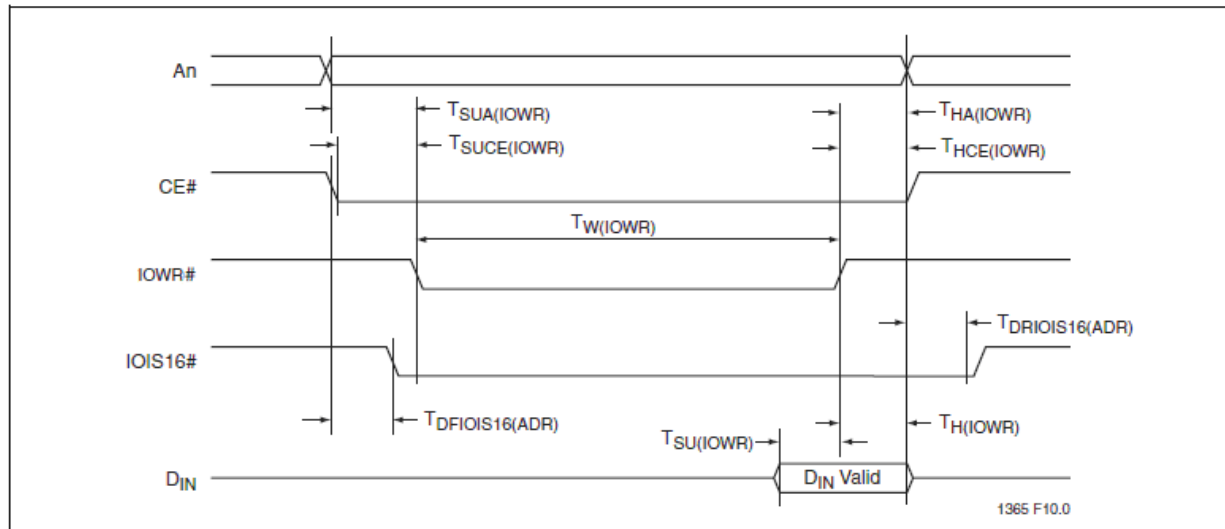 An
TSUA(IOWR)
THA(IOWR)
TSUCE(IOWR)
THCE(IOWR)
CE#
TW(IOWR)
IOWR#
TDRIOIS16(ADR)
IOIS16#
TDFIOIS16(ADR)
TSU(IOWR)
TH(IOWR)
DIN
DIN Valid
1365 F10.0